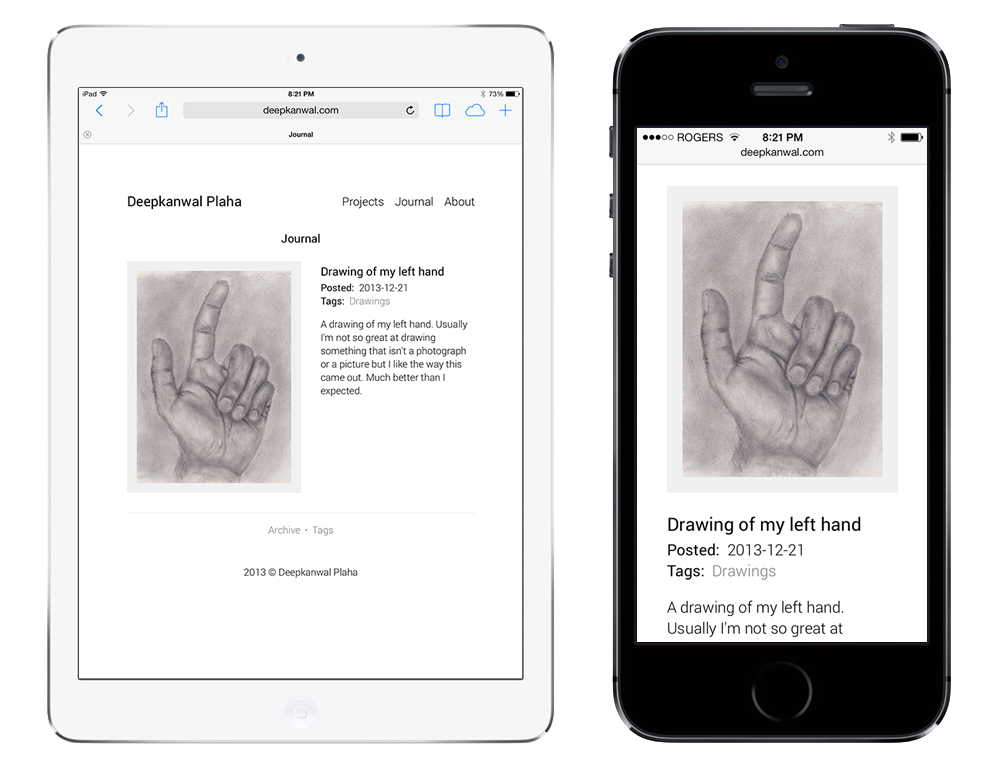 iPad 8:21 PM 73%
deepkanwal.com
Journal
Deepkanwal Plaha Projects Journal About
Journal
Drawing of my left hand
Posted: 2013-12-21
Tags: Drawings
A drawing of my left hand. Usually
I'm not so great at drawing
something that isn't a photograph
or a picture but I like the way this
came out. Much better than I
expected.
Archive • Tags
2013 © Deepkanwal Plaha
ROGERS 8:21 PM
deepkanwal.com
Drawing of my left hand
Posted: 2013-12-21
Tags: Drawings
A drawing of my left hand.
Usually I'm not so great at